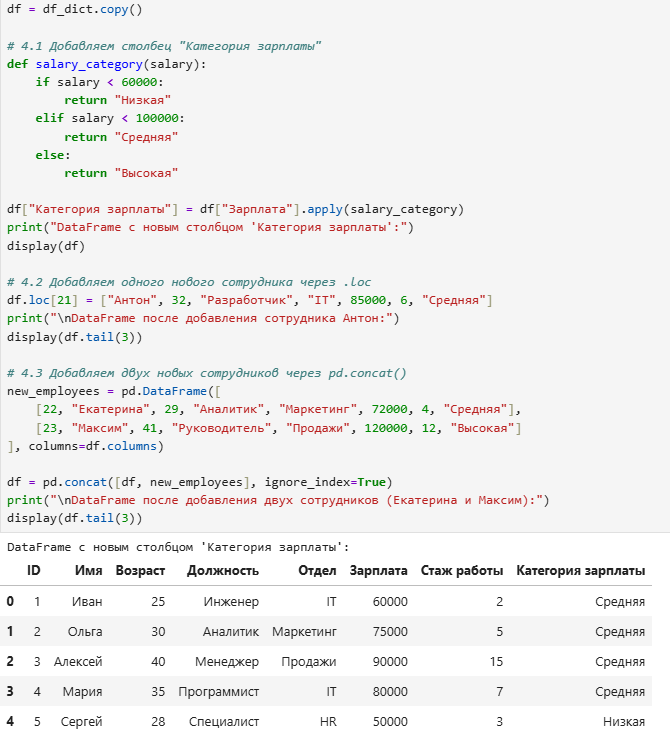 df = df_dict.copy()

# 4.1 Добавляем столбец "Категория зарплаты"
def salary_category(salary):
    if salary < 60000:
        return "Низкая"
    elif salary < 100000:
        return "Средняя"
    else:
        return "Высокая"

df["Категория зарплаты"] = df["Зарплата"].apply(salary_category)
print("DataFrame с новым столбцом 'Категория зарплаты':")
display(df)

# 4.2 Добавляем одного нового сотрудника через .loc
df.loc[21] = ["Антон", 32, "Разработчик", "IT", 85000, 6, "Средняя"]
print("\nDataFrame после добавления сотрудника Антон:")
display(df.tail(3))

# 4.3 Добавляем двух новых сотрудников через pd.concat()
new_employees = pd.DataFrame([
    [22, "Екатерина", 29, "Аналитик", "Маркетинг", 72000, 4, "Средняя"],
    [23, "Максим", 41, "Руководитель", "Продажи", 120000, 12, "Высокая"]
], columns=df.columns)

df = pd.concat([df, new_employees], ignore_index=True)
print("\nDataFrame после добавления двух сотрудников (Екатерина и Максим):")
display(df.tail(3))

DataFrame с новым столбцом 'Категория зарплаты':
ID Имя Возраст Должность Отдел Зарплата Стаж работы Категория зарплаты
0 1 Иван 25 Инженер IT 60000 2 Средняя
1 2 Ольга 30 Аналитик Маркетинг 75000 5 Средняя
2 3 Алексей 40 Менеджер Продажи 90000 15 Средняя
3 4 Мария 35 Программист IT 80000 7 Средняя
4 5 Сергей 28 Специалист HR 50000 3 Низкая